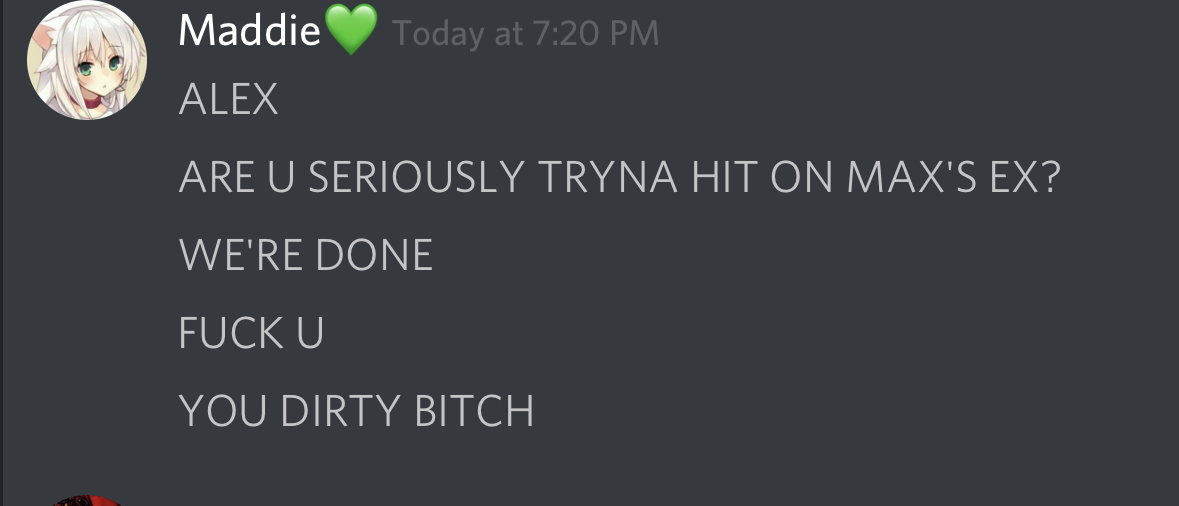 Maddie💚 Today at 7:20 PM
ALEX
ARE U SERIOUSLY TRYNA HIT ON MAX'S EX?
WE'RE DONE
FUCK U
YOU DIRTY BITCH